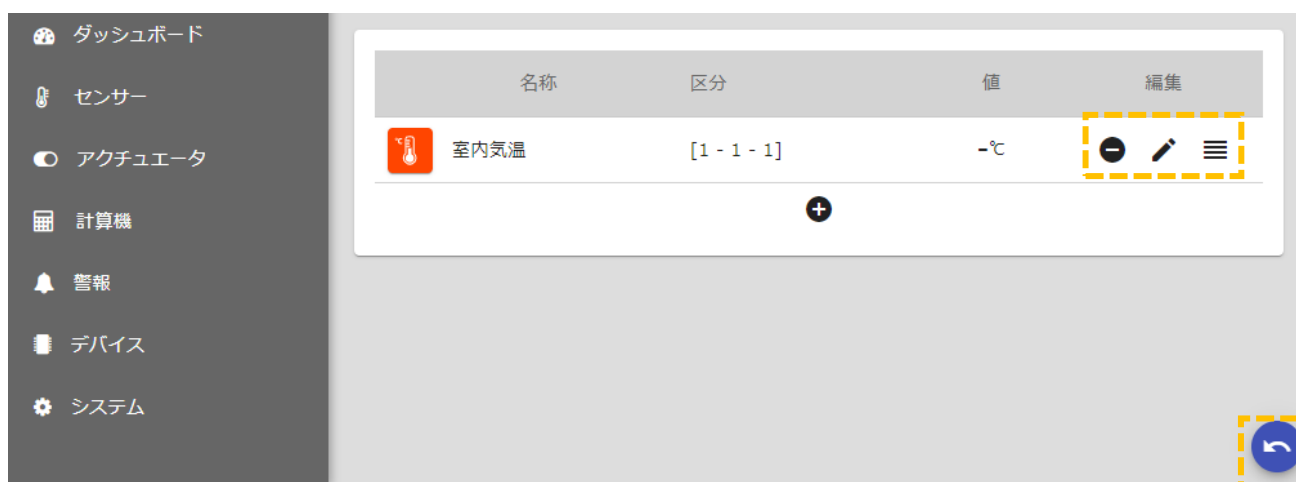 ダッシュボード
センサー
アクチュエータ
計算機
警報
デバイス
システム
名称 区分 値 編集
℃
室内気温 [1 - 1 - 1] -℃